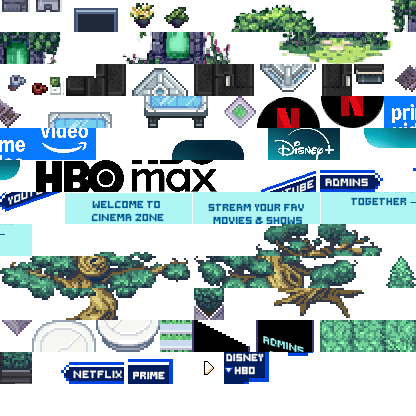 video
me
N
N
pri
Disney+
HBO max
YOUT
TUBE
ADMINS
WELCOME TO
CINEMA ZONE
STREAM YOUR FAV
MOVIES & SHOWS
TOGETHER –
ADMINS
NETFLIX
PRIME
DISNEY
HBO